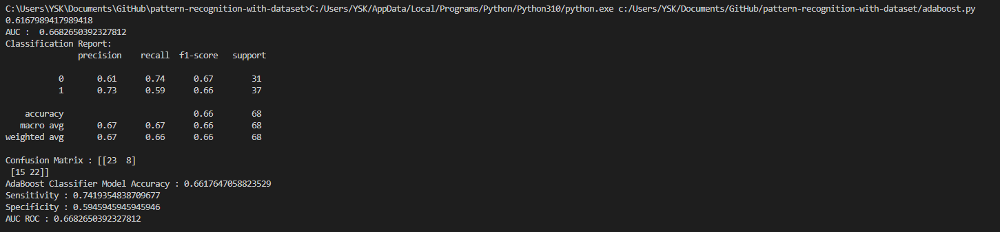 C:\Users\YSK\Documents\GitHub\pattern-recognition-with-dataset>C:/Users/YSK/AppData/Local/Programs/Python/Python310/python.exe c:/Users/YSK/Documents/GitHub/pattern-recognition-with-dataset/adaboost.py
0.6167989417989418
AUC :  0.6682650392327812
Classification Report:
              precision    recall  f1-score   support

           0       0.61      0.74      0.67        31
           1       0.73      0.59      0.66        37

    accuracy                           0.66        68
   macro avg       0.67      0.67      0.66        68
weighted avg       0.67      0.66      0.66        68

Confusion Matrix : [[23  8]
 [15 22]]
AdaBoost Classifier Model Accuracy : 0.6617647058823529
Sensitivity : 0.7419354838709677
Specificity : 0.5945945945945946
AUC ROC : 0.6682650392327812